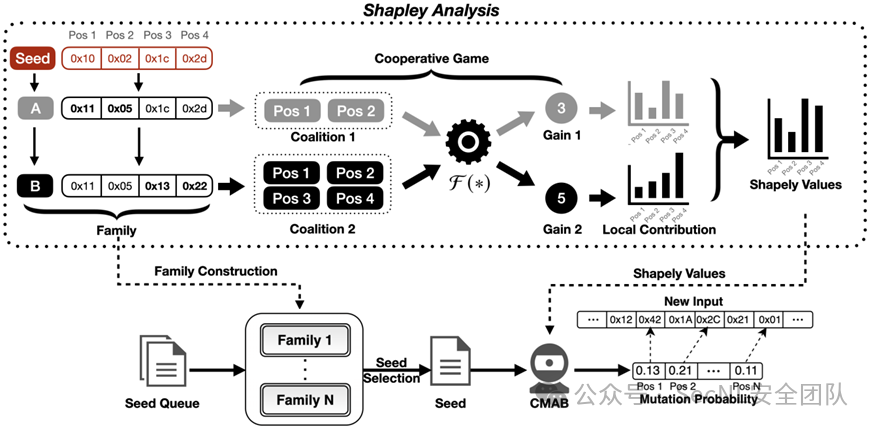 Shapley Analysis
Pos 1 Pos 2 Pos 3 Pos 4
Seed 0x10 0x02 0x1c 0x2d
Cooperative Game
A 0x11 0x05 0x1c 0x2d
Pos 1 Pos 2
Coalition 1
3
Gain 1
Pos 1 Pos 2 Pos 3 Pos 4
B 0x11 0x05 0x13 0x22
Pos 1 Pos 2
Pos 3 Pos 4
Coalition 2
F(*)
5
Gain 2
Pos 1 Pos 2 Pos 3 Pos 4
Local Contribution
Pos 1 Pos 2 Pos 3 Pos 4
Shapely Values
Family
Family Construction
Shapely Values
New Input
... 0x12 0x42 0x1A 0x2C 0x21 0x01 ...
Family 1
Family N
Seed Queue
Seed
Selection
Seed
CMAB
0.13 0.21 ... 0.11
Pos 1 Pos 2 Pos N
Mutation Probability
公众号
安全团队